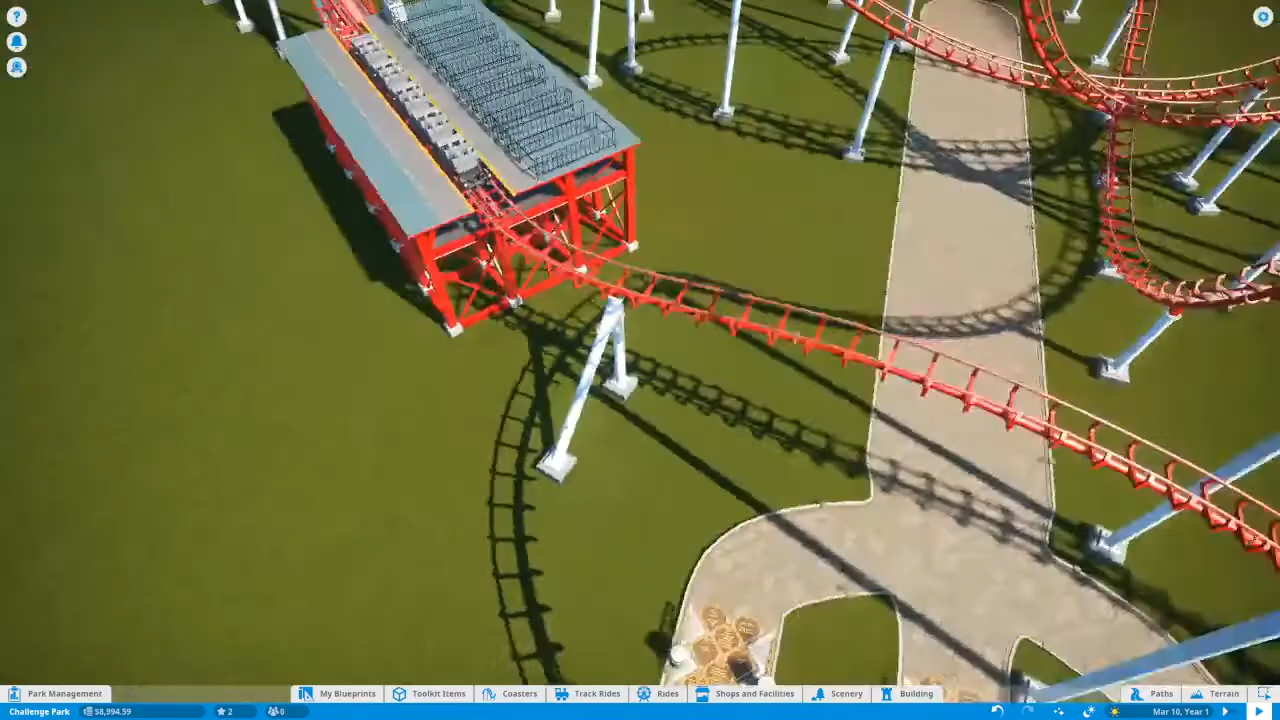 ?
Park Management
My Blueprints
Toolkit Items
Coasters
Track Rides
Rides
Shops and Facilities
Scenery
Building
Paths
Terrain
Challenge Park
$8,994.59
2
0
Mar 10, Year 1